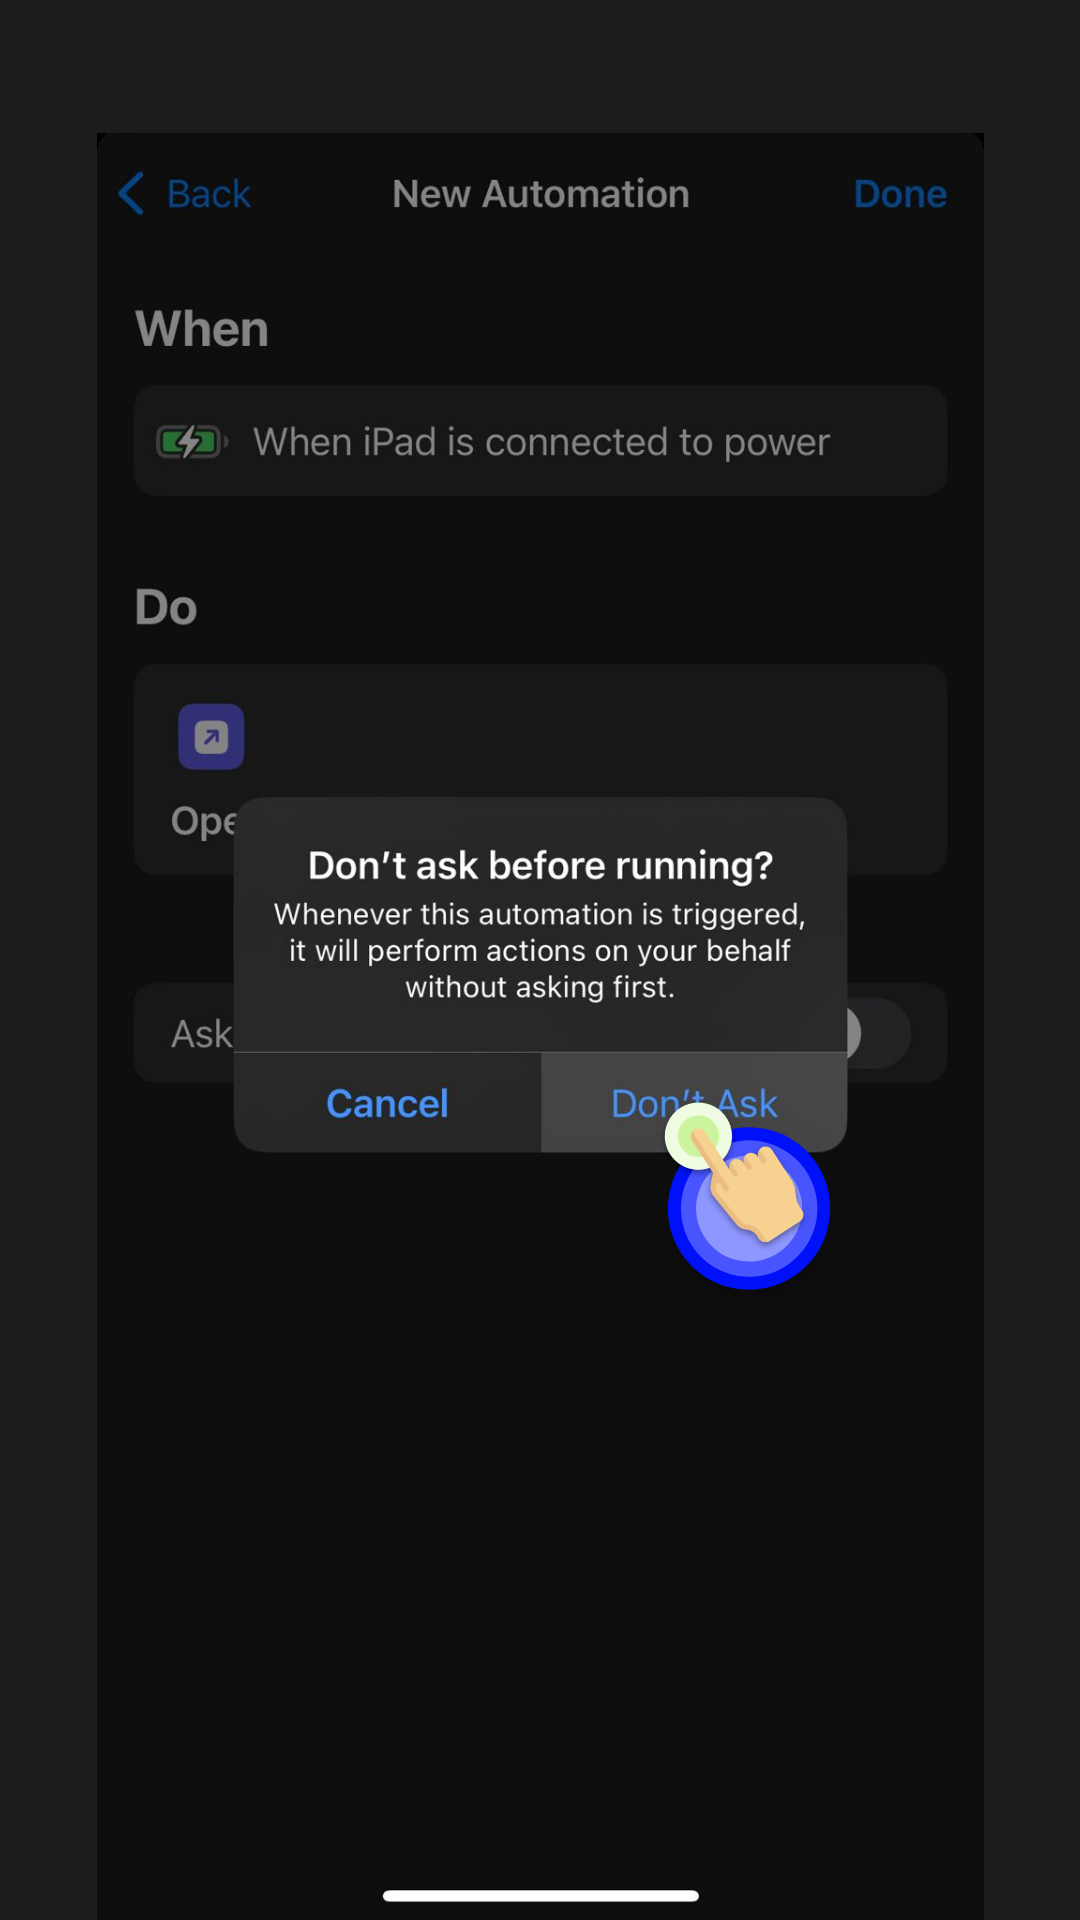 Back
New Automation
Done
When
When iPad is connected to power
Do
Don't ask before running?
Whenever this automation is triggered,
it will perform actions on your behalf
without asking first.
Ask
Cancel
Don't Ask